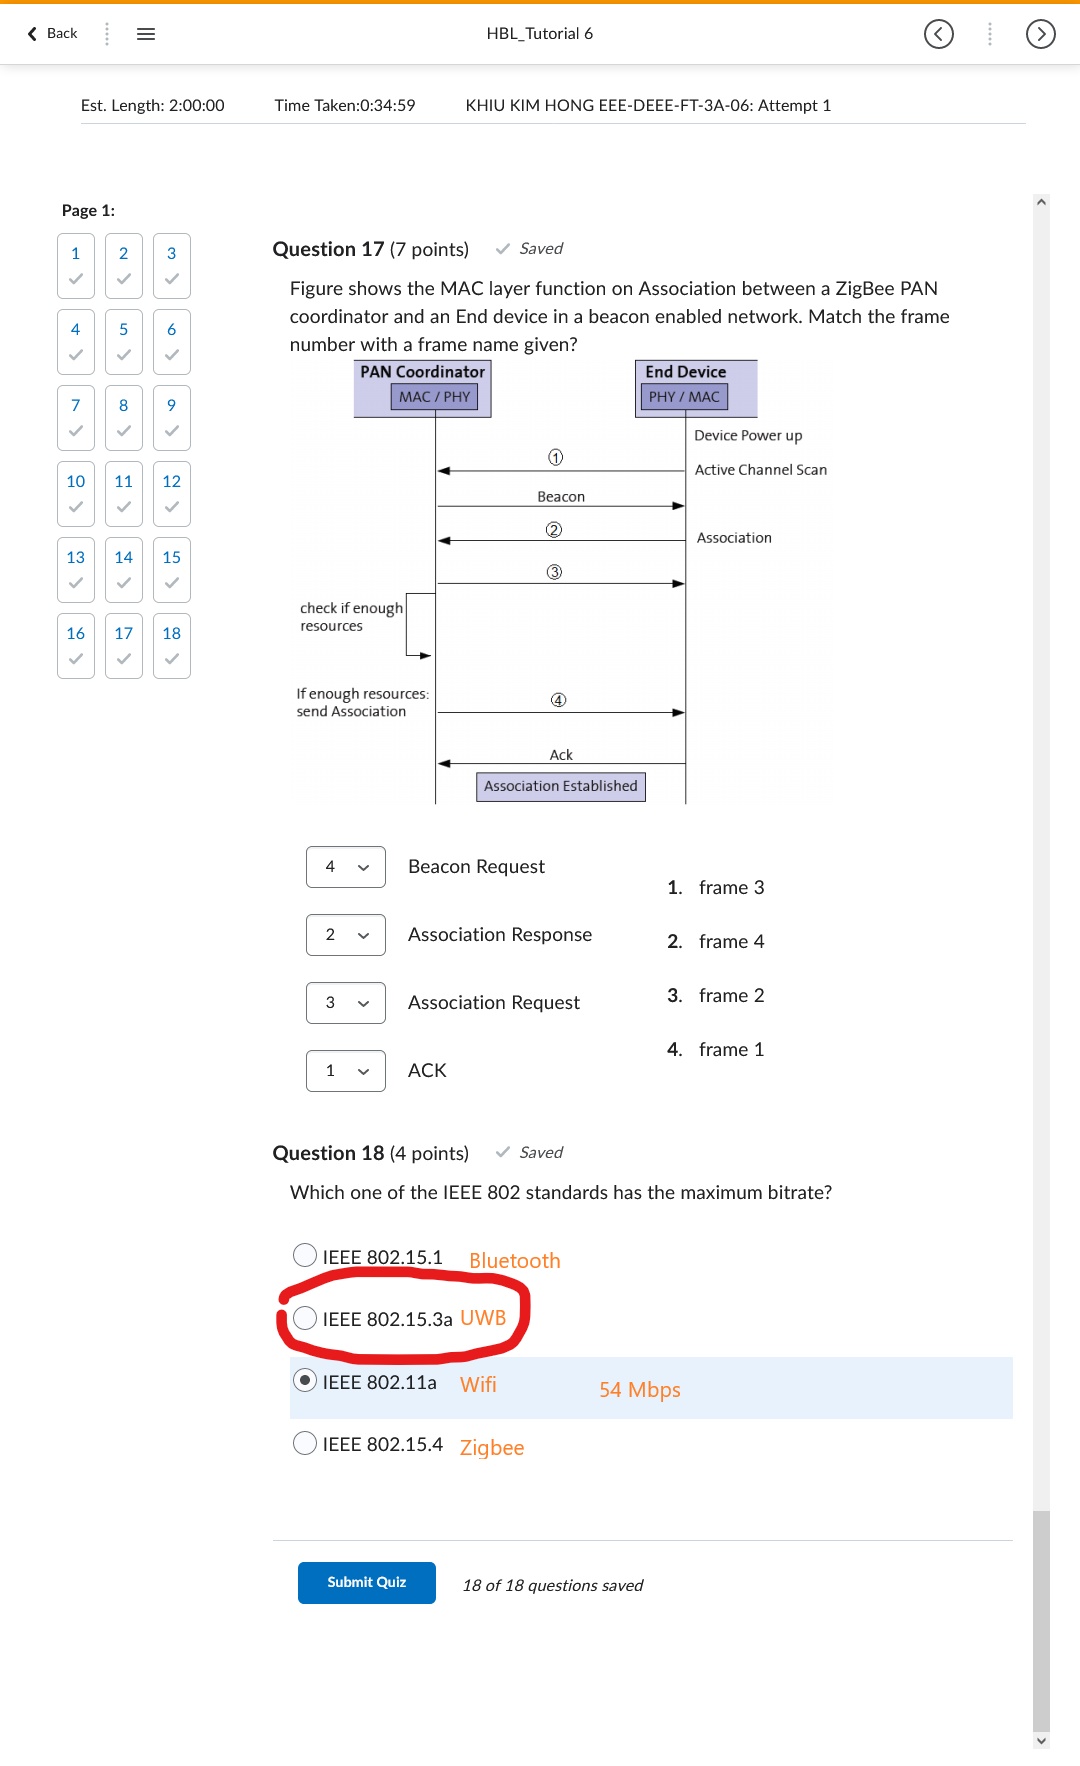 Back
HBL_Tutorial 6
Est. Length: 2:00:00 Time Taken:0:34:59 KHIU KIM HONG EEE-DEEE-FT-3A-06: Attempt 1
Page 1:
1 2 3
4 5 6
7 8 9
10 11 12
13 14 15
16 17 18
Question 17 (7 points) Saved
Figure shows the MAC layer function on Association between a ZigBee PAN
coordinator and an End device in a beacon enabled network. Match the frame
number with a frame name given?
PAN Coordinator End Device
MAC / PHY PHY / MAC
Device Power up
① Active Channel Scan
Beacon
② Association
③
check if enough
resources
If enough resources:
send Association
④
Ack
Association Established
4 Beacon Request
2 Association Response
3 Association Request
1 ACK
1. frame 3
2. frame 4
3. frame 2
4. frame 1
Question 18 (4 points) Saved
Which one of the IEEE 802 standards has the maximum bitrate?
IEEE 802.15.1 Bluetooth
IEEE 802.15.3a UWB
IEEE 802.11a Wifi 54 Mbps
IEEE 802.15.4 Zigbee
Submit Quiz 18 of 18 questions saved